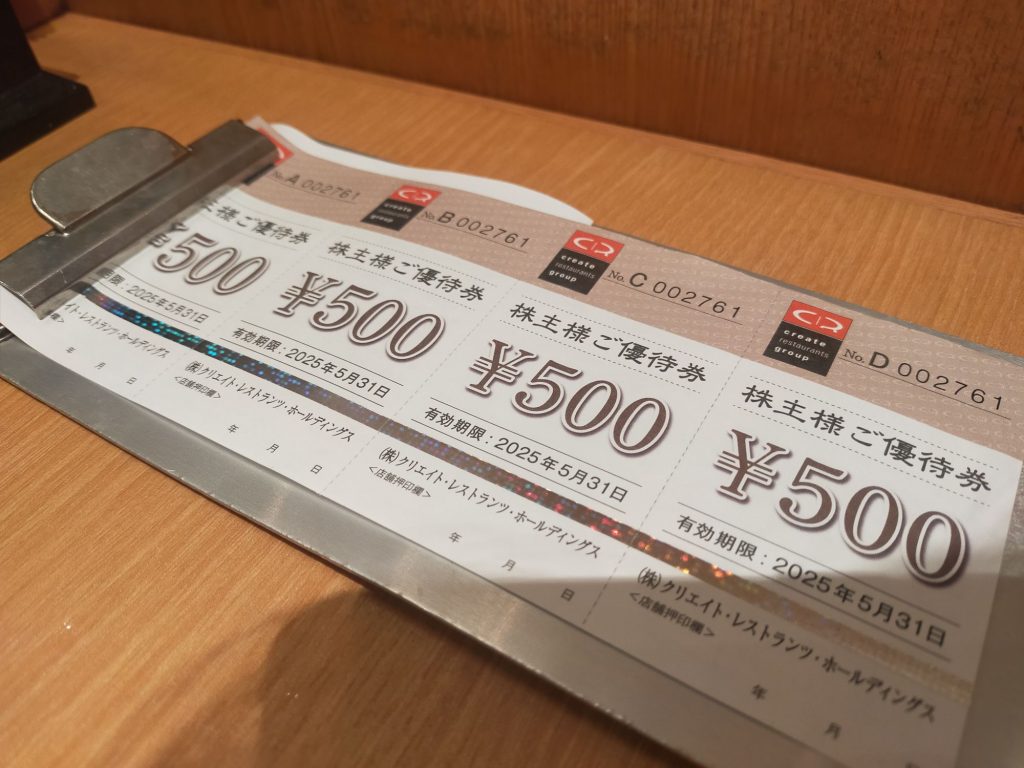 No. A 002761
株主様ご優待券
500
2025年5月31日
年 月 日
create
restaurants
group
No. B 002761
株主様ご優待券
¥500
有効期限:2025年5月31日
㈱クリエイト・レストランツ・ホールディングス
<店舗押印欄>
年 月 日
create
restaurants
group
No. C 002761
株主様ご優待券
¥500
有効期限:2025年5月31日
㈱クリエイト・レストランツ・ホールディングス
<店舗押印欄>
年 月 日
create
restaurants
group
No. D 002761
株主様ご優待券
¥500
有効期限:2025年5月31日
㈱クリエイト・レストランツ・ホールディングス
<店舗押印欄>
年 月